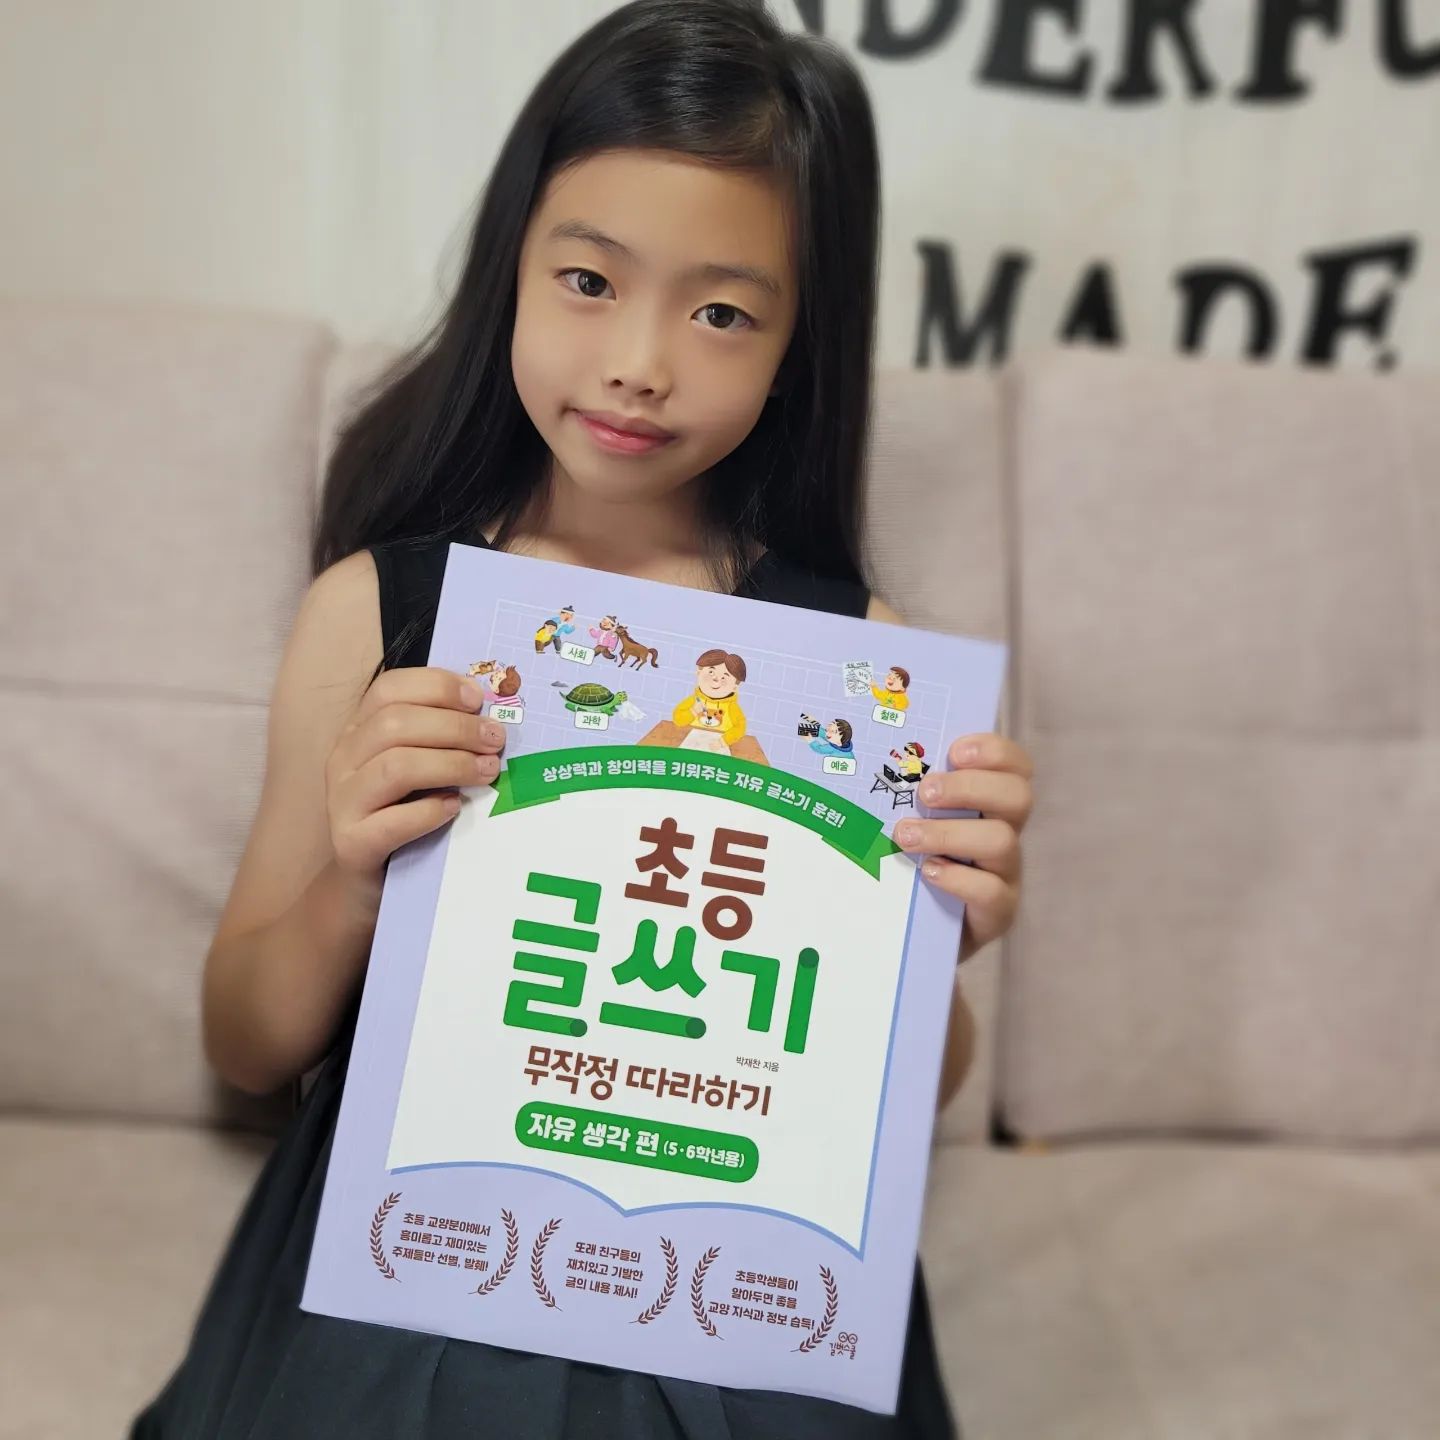 NDERFU
MADE
사회
경제
과학
철학
예술
상상력과 창의력을 키워주는 자유 글쓰기 훈련!
초등
글쓰기
박재찬 지음
무작정 따라하기
자유 생각 편 (5·6학년용)
초등 교양분야에서
흥미롭고 재미있는
주제들만 선별, 발췌!
또래 친구들의
재치있고 기발한
글의 내용 제시!
초등학생들이
알아두면 좋을
교양 지식과 정보 습득!
길벗스쿨